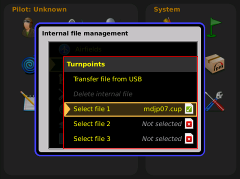 Pilot: Unknown
System
Internal file management
Turnpoints
Transfer file from USB
Delete internal file
Select file 1
mdjp07.cup
Select file 2
Not selected
Select file 3
Not selected